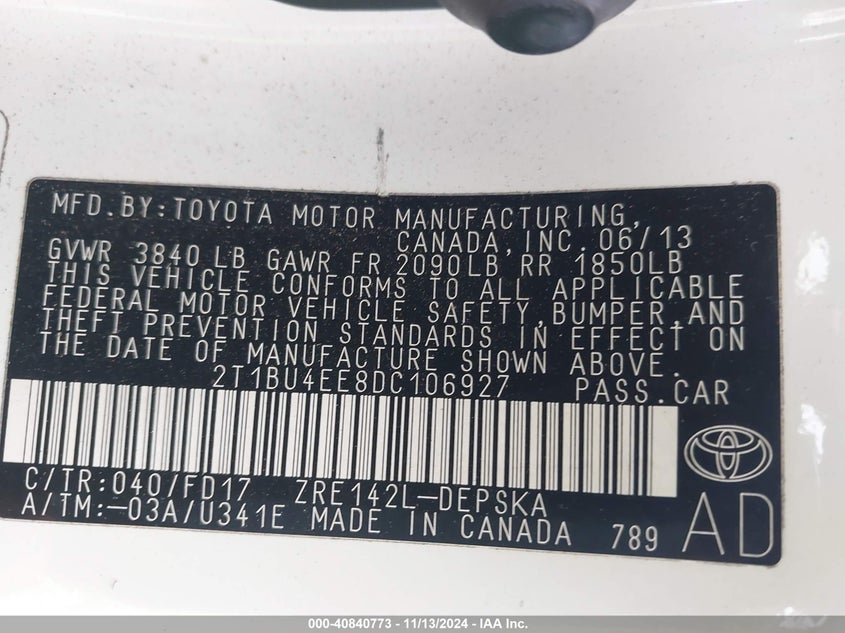 MFD.BY:TOYOTA MOTOR MANUFACTURING,
CANADA,INC. 06/13
GVWR 3840 LB GAWR FR 2090LB RR 1850LB
THIS VEHICLE CONFORMS TO ALL APPLICABLE
FEDERAL MOTOR VEHICLE SAFETY,BUMPER,AND
THEFT PREVENTION STANDARDS IN EFFECT ON
THE DATE OF MANUFACTURE SHOWN ABOVE.
2T1BU4EE8DC106927 PASS.CAR
C/TR:040/FD17 ZRE142L-DEPSKA
A/TM:-03A/U341E MADE IN CANADA 789 AD
000-40840773 - 11/13/2024 - IAA Inc.